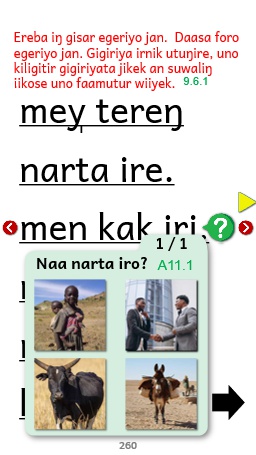 Ereba iŋ gisar egeriyo jan. Daasa foro
egeriyo jan. Gigiriya irnik utuŋire, uno
kiligitir gigiriyata jikek an suwaliŋ
iikose uno faamutur wiiyek. 9.6.1
mey tereŋ
narta ire.
men kak iri.
?
1 / 1
Naa narta iro? A11.1
260